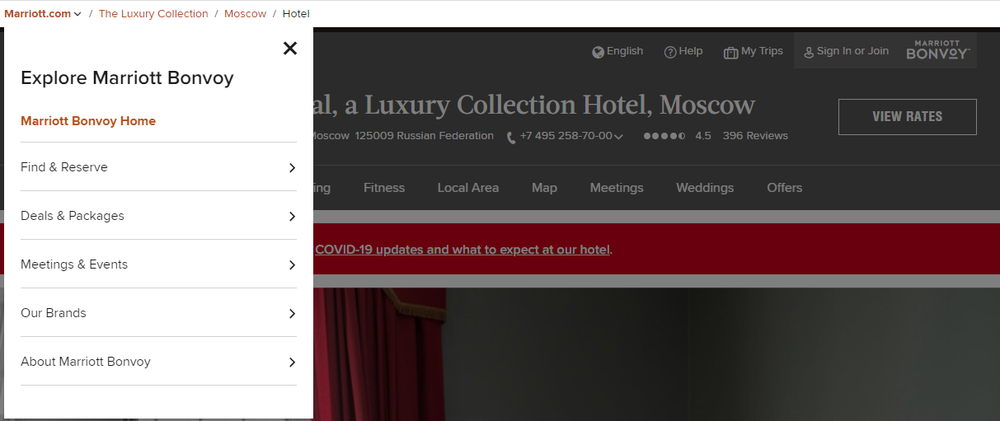 Marriott.com / The Luxury Collection / Moscow / Hotel
Explore Marriott Bonvoy
Marriott Bonvoy Home
Find & Reserve
Deals & Packages
Meetings & Events
Our Brands
About Marriott Bonvoy
English Help My Trips Sign In or Join MARRIOTT BONVOY™
al, a Luxury Collection Hotel, Moscow
Moscow 125009 Russian Federation +7 495 258-70-00 4.5 396 Reviews
VIEW RATES
ing Fitness Local Area Map Meetings Weddings Offers
COVID-19 updates and what to expect at our hotel.